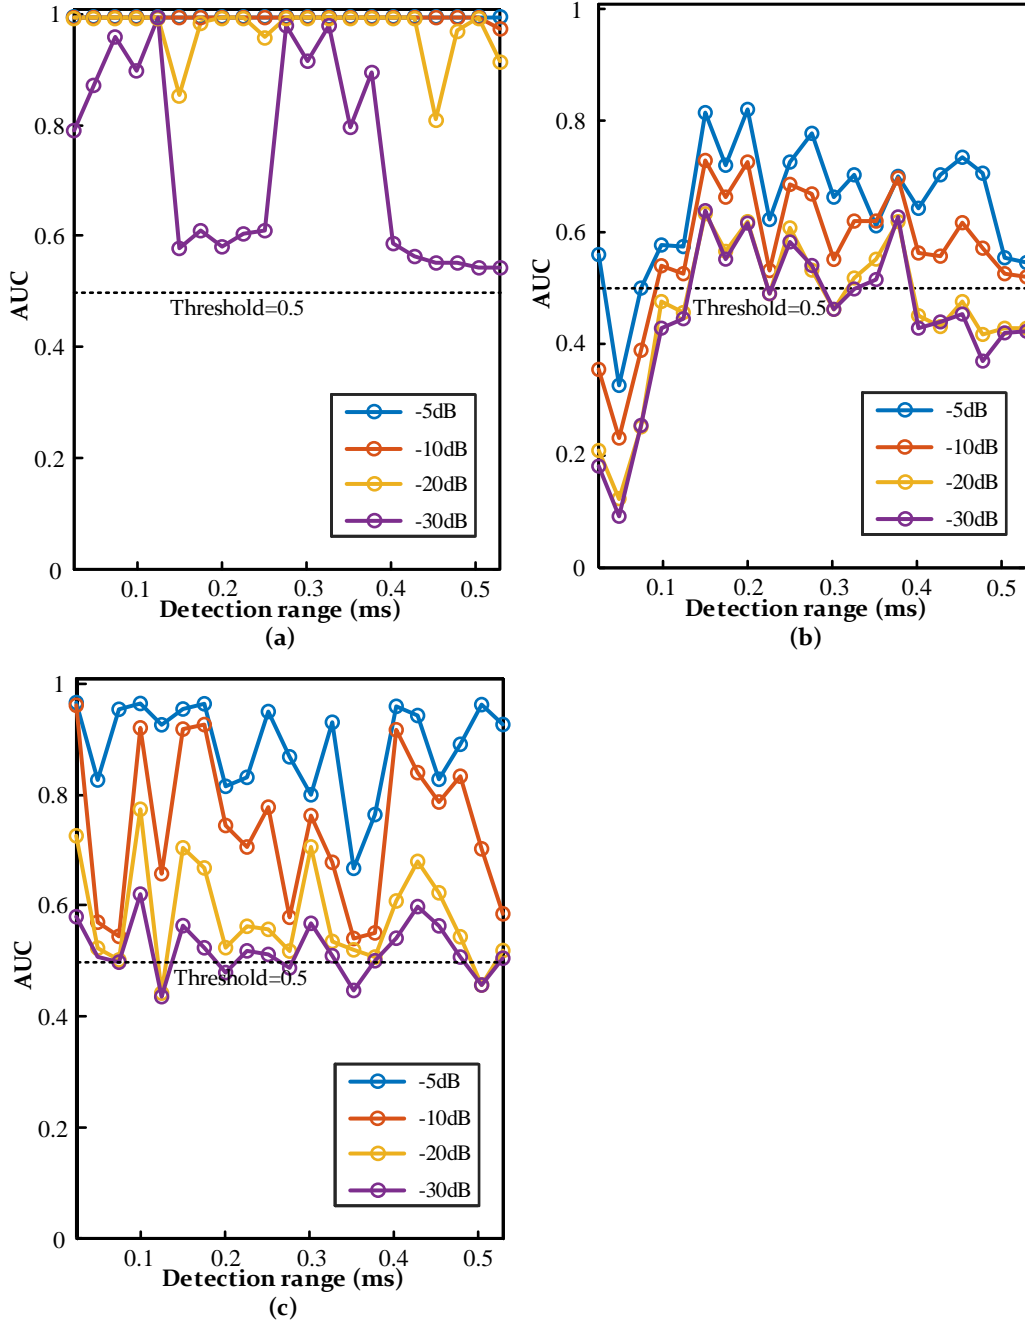 1
0.8
0.6
0.4
0.2
0
AUC
Threshold=0.5
-5dB
-10dB
-20dB
-30dB
0.1 0.2 0.3 0.4 0.5
Detection range (ms)
(a)
1
0.8
0.6
0.4
0.2
0
AUC
Threshold=0.5
-5dB
-10dB
-20dB
-30dB
0.1 0.2 0.3 0.4 0.5
Detection range (ms)
(b)
1
0.8
0.6
0.4
0.2
0
AUC
Threshold=0.5
-5dB
-10dB
-20dB
-30dB
0.1 0.2 0.3 0.4 0.5
Detection range (ms)
(c)